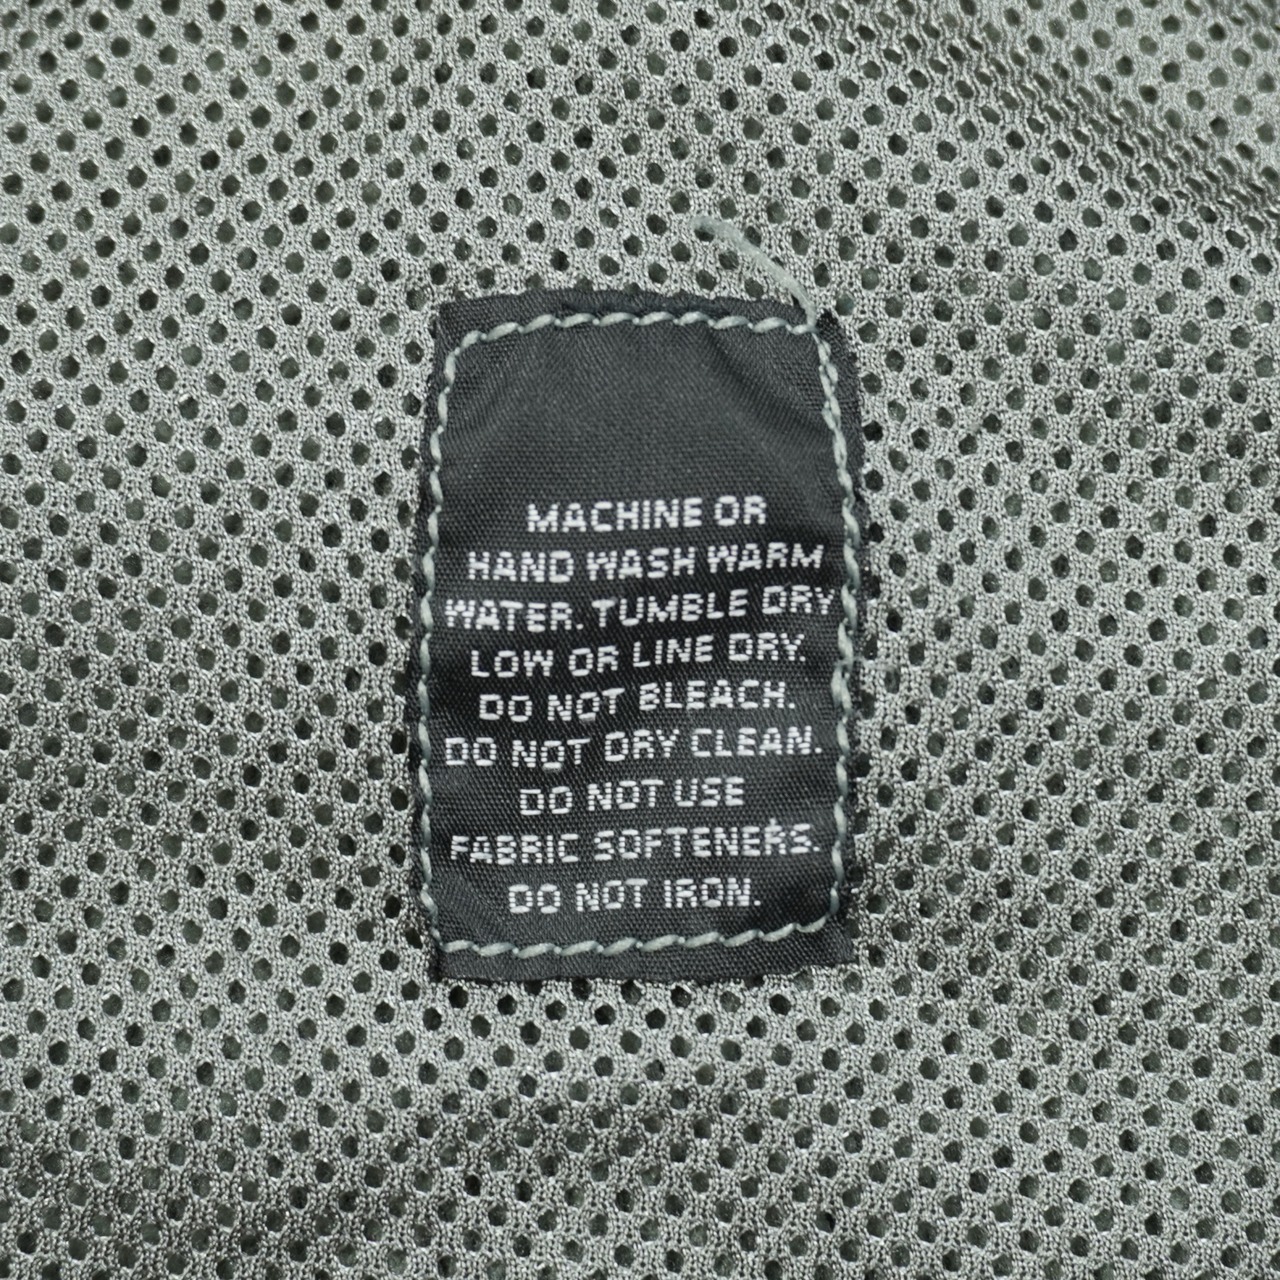 MACHINE OR
HAND WASH WARM
WATER. TUMBLE DRY
LOW OR LINE DRY.
DO NOT BLEACH.
DO NOT DRY CLEAN.
DO NOT USE
FABRIC SOFTENERS.
DO NOT IRON.